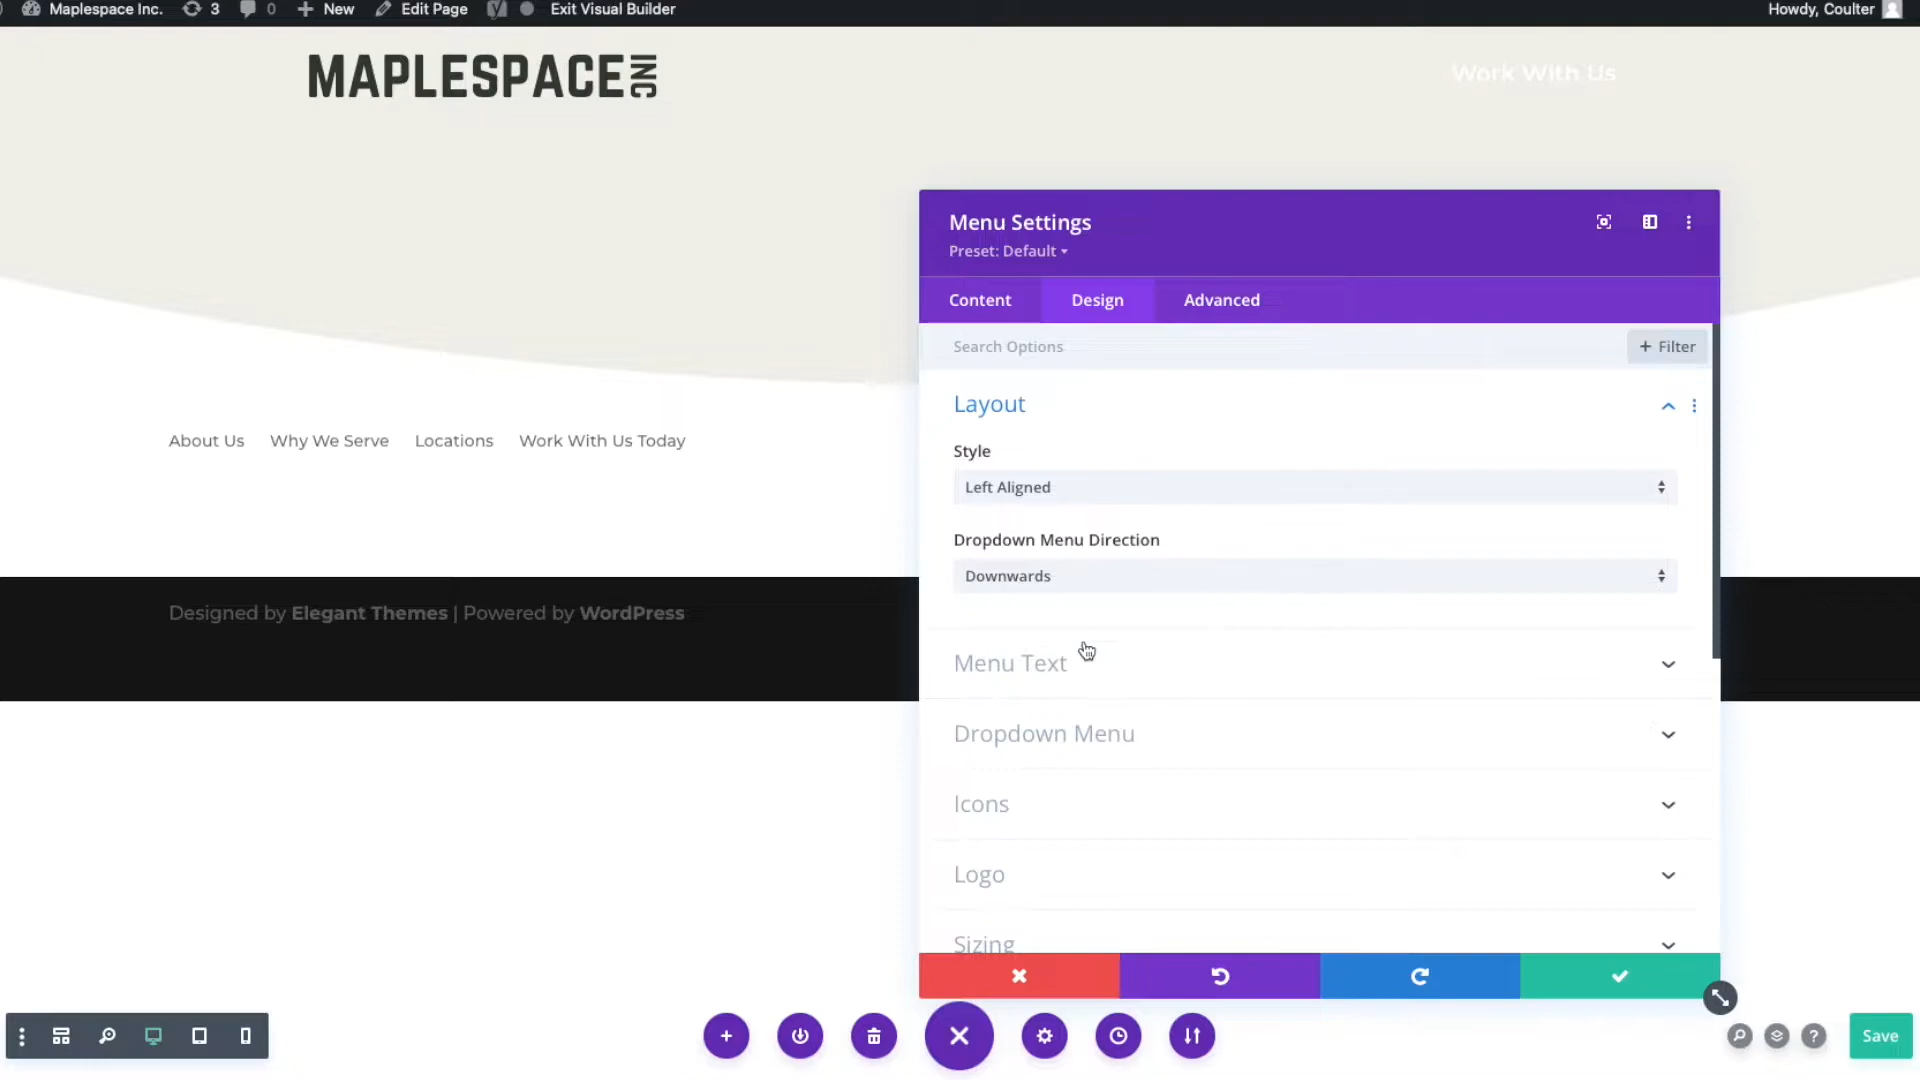 Maplespace Inc. 3 0 New Edit Page Exit Visual Builder Howdy, Coulter
MAPLESPACE INC
Work With Us
Menu Settings
Preset: Default
Content Design Advanced
Search Options
+ Filter
Layout
Style
Left Aligned
Dropdown Menu Direction
Downwards
Menu Text
Dropdown Menu
Icons
Logo
Sizing
About Us Why We Serve Locations Work With Us Today
Designed by Elegant Themes | Powered by WordPress
? Save